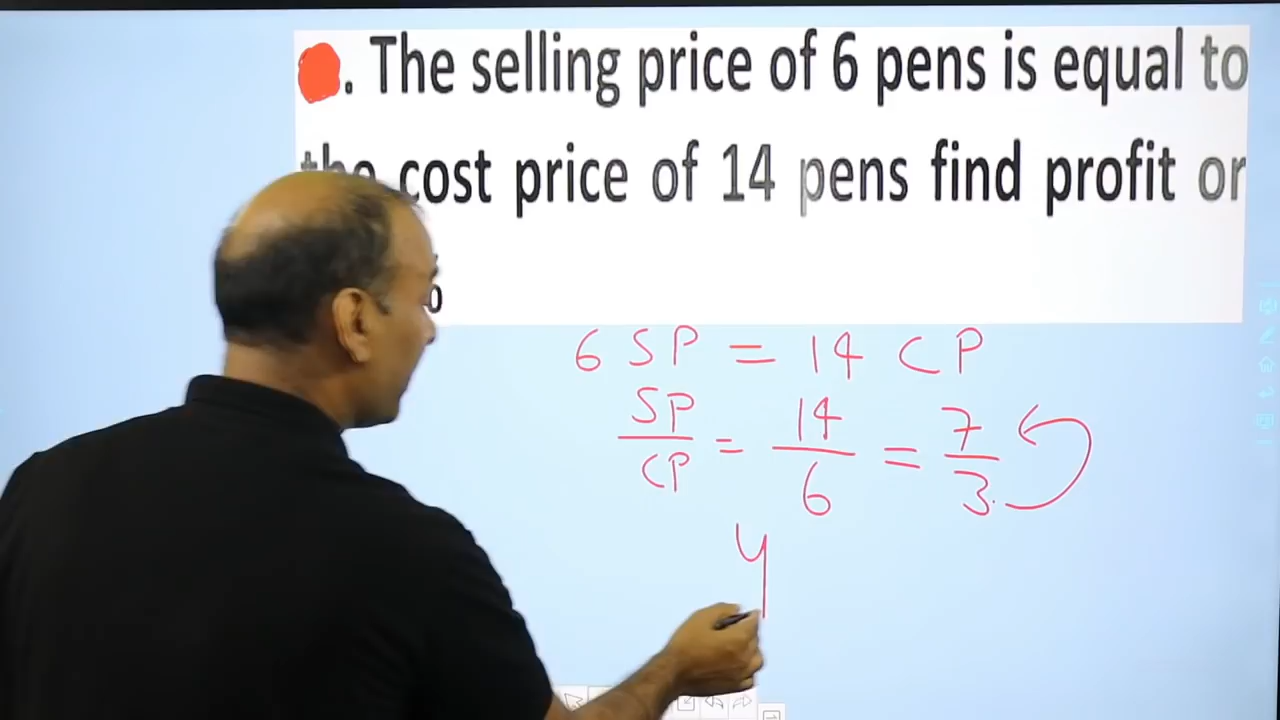 . The selling price of 6 pens is equal to
the cost price of 14 pens find profit or
6 SP = 14 CP
SP/CP = 14/6 = 7/3
4